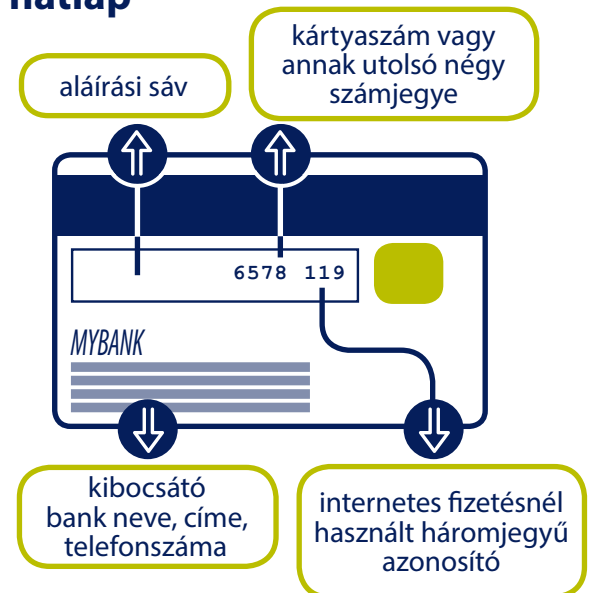 hátlap
aláírási sáv
kártyaszám vagy
annak utolsó négy
számjegye
6578 119
MYBANK
kibocsátó
bank neve, címe,
telefonszáma
internetes fizetésnél
használt háromjegyű
azonosító